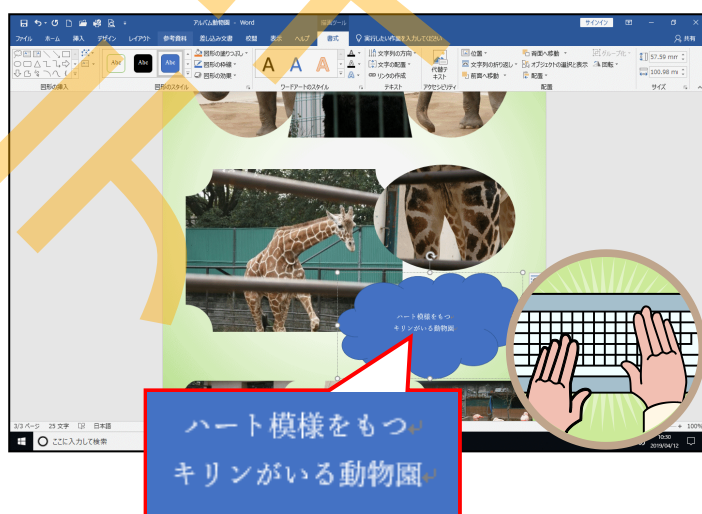 アルバム動物園 - Word
描画ツール
サインイン
ファイル ホーム 挿入 デザイン レイアウト 参考資料 差し込み文書 校閲 表示 ヘルプ 書式 実行したい作業を入力してください 共有
Abc Abc Abc
図形の塗りつぶし
図形の枠線
図形の効果
A A A
文字列の方向
文字の配置
リンクの作成
代替テ
キスト
位置
文字列の折り返し
前面へ移動
背面へ移動
オブジェクトの選択と表示
配置
グループ化
回転
57.59 mm
100.98 mm
図形の挿入 図形のスタイル ワードアートのスタイル テキスト アクセシビリティ 配置 サイズ
ハート模様をもつ
キリンがいる動物園
3/3 ページ 25 文字 日本語
100%
ここに入力して検索
10:30
2019/04/12
ハート模様をもつ
キリンがいる動物園